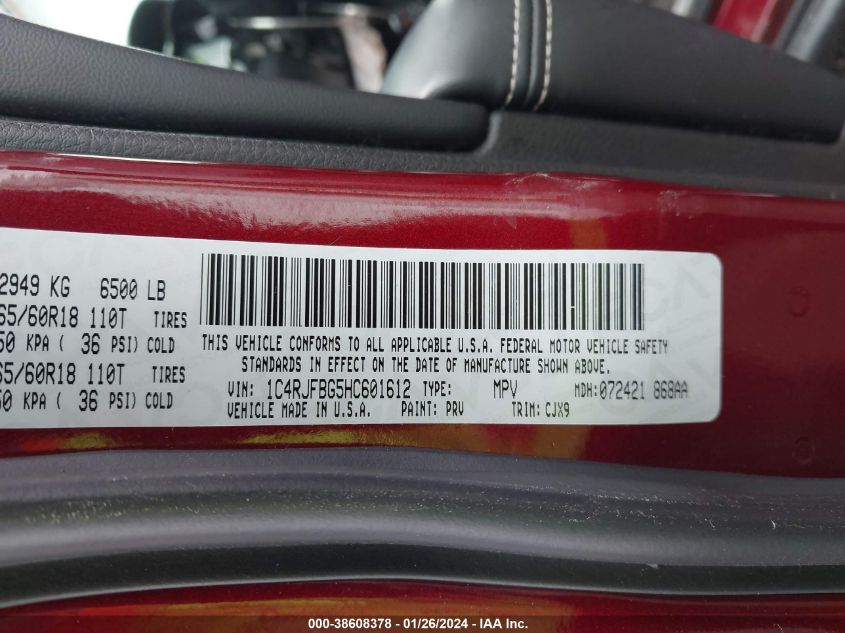 2949 KG 6500 LB
65/60R18 110T TIRES
50 KPA ( 36 PSI) COLD
65/60R18 110T TIRES
50 KPA ( 36 PSI) COLD
THIS VEHICLE CONFORMS TO ALL APPLICABLE U.S.A. FEDERAL MOTOR VEHICLE SAFETY
STANDARDS IN EFFECT ON THE DATE OF MANUFACTURE SHOWN ABOVE.
VIN: 1C4RJFBG5HC601612 TYPE: MPV MDH:072421 868AA
VEHICLE MADE IN U.S.A. PAINT: PRV TRIM: CJX9
000-38608378 - 01/26/2024 - IAA Inc.